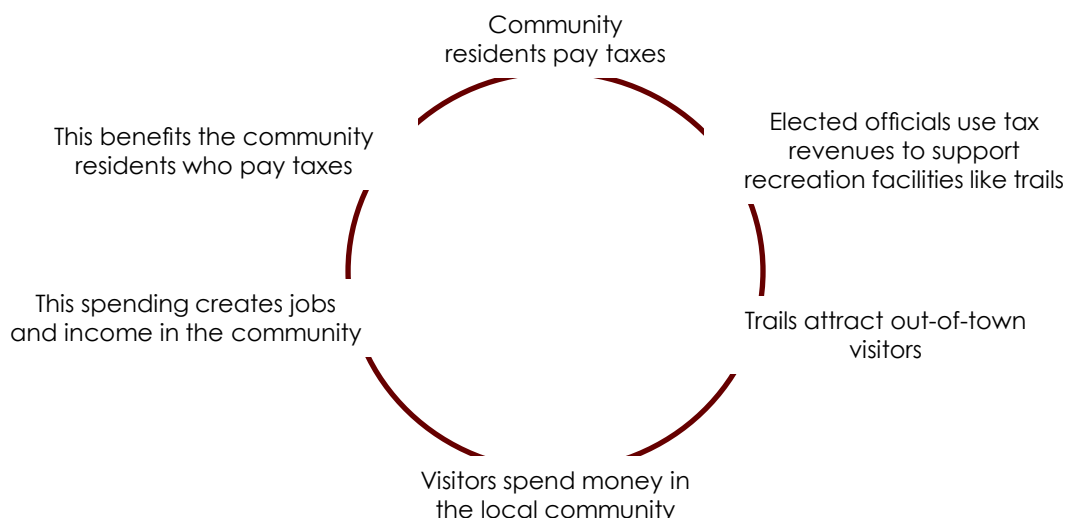 Community
residents pay taxes
Elected officials use tax
revenues to support
recreation facilities like trails
Trails attract out-of-town
visitors
Visitors spend money in
the local community
This spending creates jobs
and income in the community
This benefits the community
residents who pay taxes